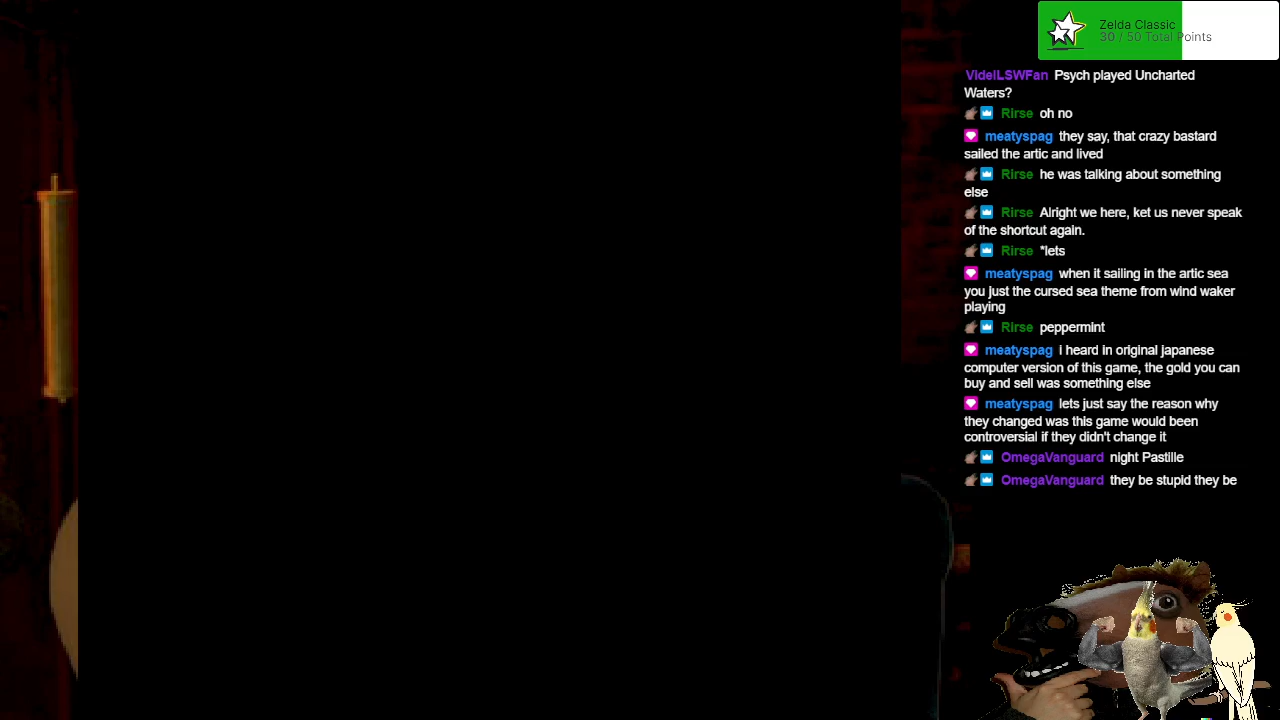 Zelda Classic
30 / 50 Total Points
VidelLSWFan Psych played Uncharted
Waters?
Rirse oh no
meatyspag they say, that crazy bastard
sailed the artic and lived
Rirse he was talking about something
else
Rirse Alright we here, ket us never speak
of the shortcut again.
Rirse *lets
meatyspag when it sailing in the artic sea
you just the cursed sea theme from wind waker
playing
Rirse peppermint
meatyspag i heard in original japanese
computer version of this game, the gold you can
buy and sell was something else
meatyspag lets just say the reason why
they changed was this game would been
controversial if they didn't change it
OmegaVanguard night Pastille
OmegaVanguard they be stupid they be